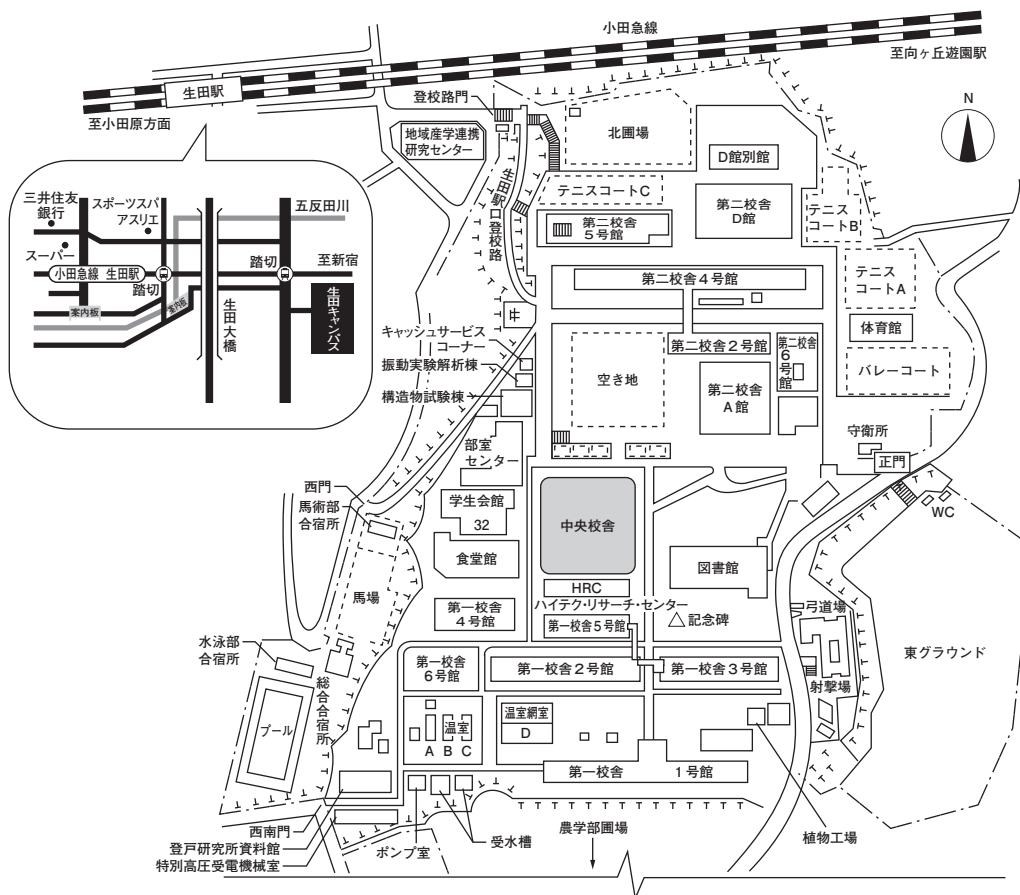 小田急線
至向ヶ丘遊園駅
生田駅
至小田原方面
登校路門
地域産学連携
研究センター
生田駅口登校路
北圃場
N
D館別館
テニスコートC
第二校舎
5号館
第二校舎
D館
テニス
コートB
三井住友
銀行
スポーツスパ
アスリエ
五反田川
スーパー
小田急線 生田駅
踏切
踏切
至新宿
案内板
案内板
生田大橋
生田キャンパス
第二校舎4号館
テニス
コートA
井
体育館
キャッシュサービス
コーナー
振動実験解析棟
構造物試験棟
空き地
第二校舎2号館
第二校舎
6号館
第二校舎
A館
バレーコート
守衛所
正門
部室
センター
西門
馬術部
合宿所
学生会館
32
中央校舎
WC
食堂館
図書館
馬場
HRC
ハイテク・リサーチ・センター
第一校舎
4号館
第一校舎5号館
記念碑
弓道場
東グラウンド
水泳部
合宿所
第一校舎
6号館
第一校舎2号館
第一校舎3号館
射撃場
総合合宿所
プール
温室
A B C
温室網室
D
第一校舎 1号館
西南門
登戸研究所資料館
特別高圧受電機械室
ポンプ室
受水槽
農学部圃場
植物工場